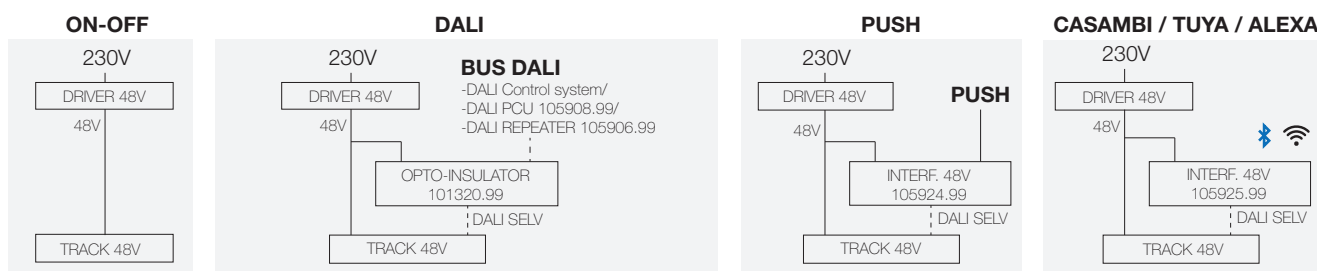 ON-OFF
230V
DRIVER 48V
48V
TRACK 48V
DALI
230V
BUS DALI
-DALI Control system/
-DALI PCU 105908.99/
-DALI REPEATER 105906.99
DRIVER 48V
48V
OPTO-INSULATOR
101320.99
DALI SELV
TRACK 48V
PUSH
230V
DRIVER 48V
PUSH
48V
INTERF. 48V
105924.99
DALI SELV
TRACK 48V
CASAMBI / TUYA / ALEXA
230V
DRIVER 48V
48V
INTERF. 48V
105925.99
DALI SELV
TRACK 48V